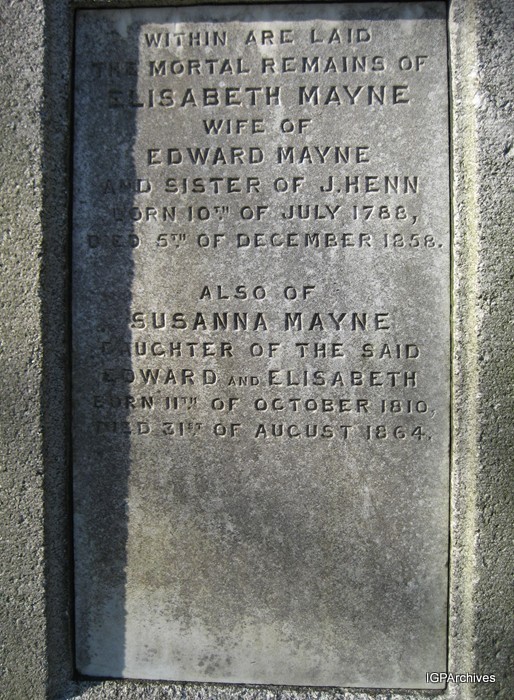 WITHIN ARE LAID
THE MORTAL REMAINS OF
ELISABETH MAYNE
WIFE OF
EDWARD MAYNE
AND SISTER OF J. HENN
BORN 10TH OF JULY 1788,
DIED 5TH OF DECEMBER 1858.
ALSO OF
SUSANNA MAYNE
DAUGHTER OF THE SAID
EDWARD AND ELISABETH
BORN 11TH OF OCTOBER 1810,
DIED 31ST OF AUGUST 1864.
IGPArchives